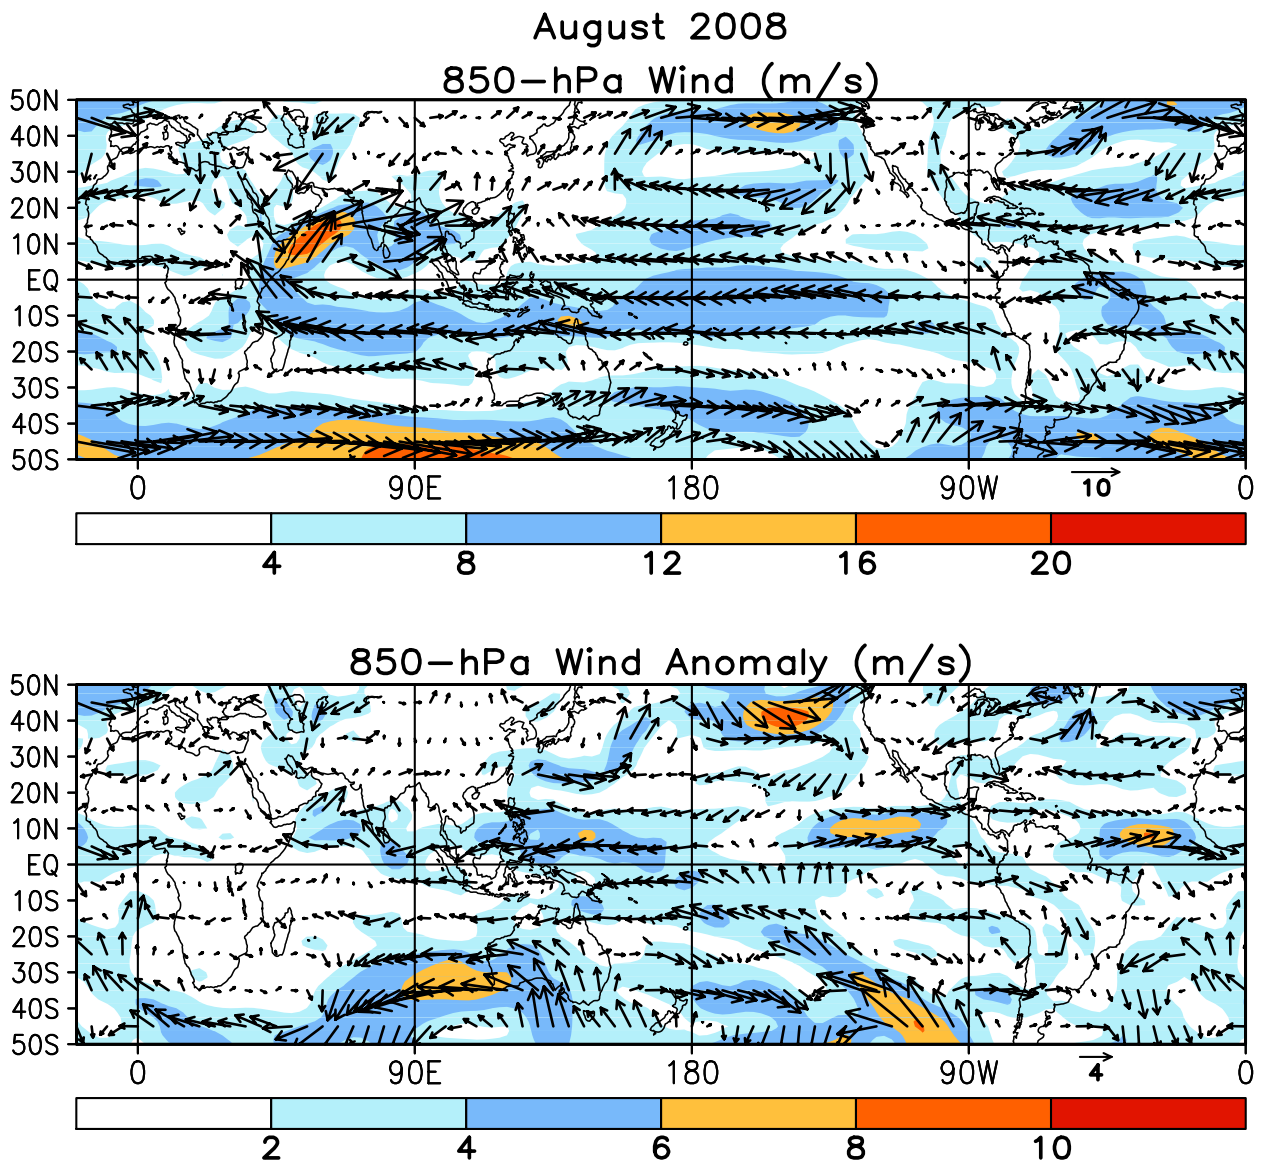 August 2008
850-hPa Wind (m/s)
50N
40N
30N
20N
10N
EQ
10S
20S
30S
40S
50S
0 90E 180 90W 0
10
4 8 12 16 20
850-hPa Wind Anomaly (m/s)
50N
40N
30N
20N
10N
EQ
10S
20S
30S
40S
50S
0 90E 180 90W 0
4
2 4 6 8 10